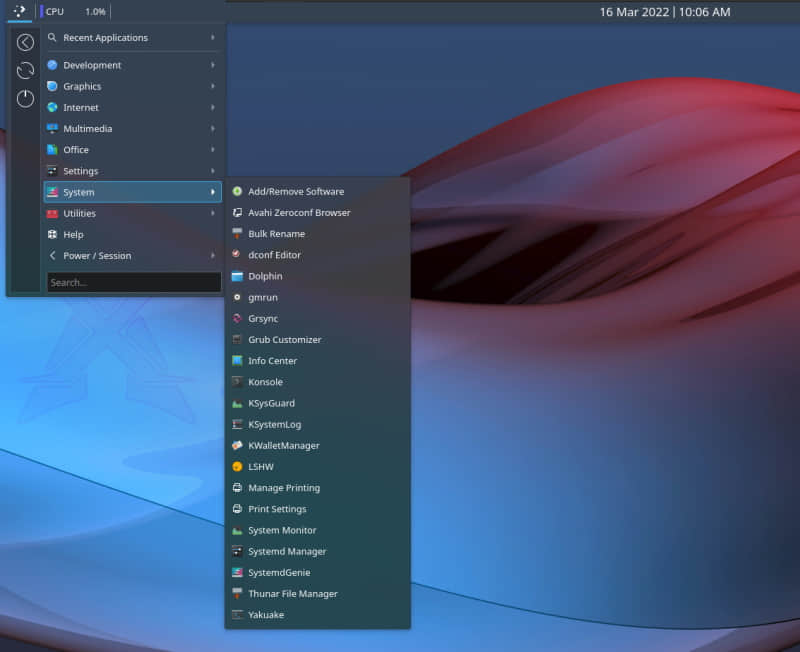 CPU 1.0%
16 Mar 2022 | 10:06 AM
Recent Applications
Development
Graphics
Internet
Multimedia
Office
Settings
System
Utilities
Help
Power / Session
Search...
Add/Remove Software
Avahi Zeroconf Browser
Bulk Rename
dconf Editor
Dolphin
gmrun
Grsync
Grub Customizer
Info Center
Konsole
KSysGuard
KSystemLog
KWalletManager
LSHW
Manage Printing
Print Settings
System Monitor
Systemd Manager
SystemdGenie
Thunar File Manager
Yakuake